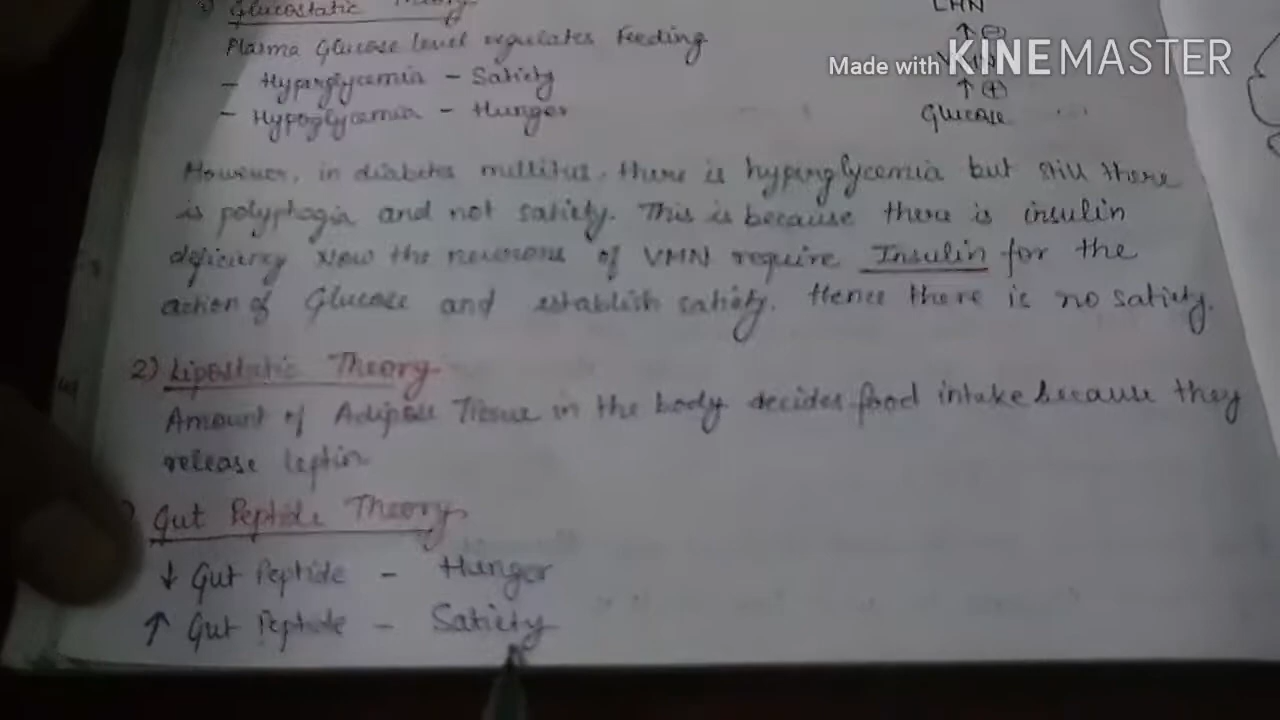 1) Glucostatic Theory
LHN
Plasma Glucose level regulates Feeding
↑ (-)
Made with KINEMASTER
- Hyperglycemia - Satiety
↑ (+)
- Hypoglycemia - Hunger
Glucose
However, in diabetes mellitus, there is hyperglycemia but still there
is polyphagia and not satiety. This is because there is insulin
deficiency Now the neurons of VMN require Insulin for the
action of Glucose and establish satiety. Hence there is no satiety.
2) Lipostatic Theory
Amount of Adipose Tissue in the body decides food intake because they
release leptin
) Gut Peptide Theory
↓ Gut Peptide - Hunger
↑ Gut Peptide - Satiety